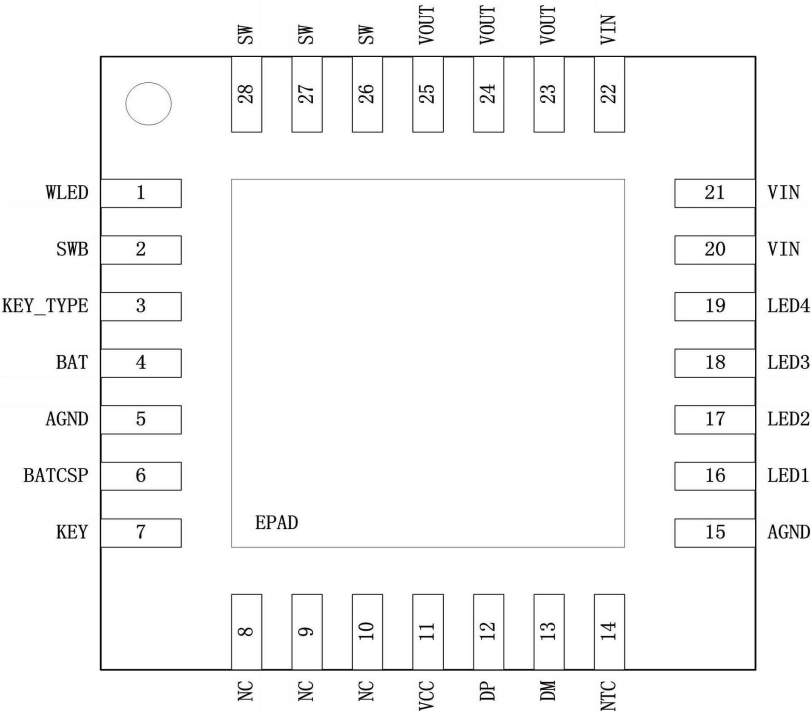 SW SW SW VOUT VOUT VOUT VIN
28 27 26 25 24 23 22
WLED 1 21 VIN
SWB 2 20 VIN
KEY_TYPE 3 19 LED4
BAT 4 18 LED3
AGND 5 17 LED2
BATCSP 6 16 LED1
KEY 7 EPAD 15 AGND
8 9 10 11 12 13 14
NC NC NC VCC DP DM NTC